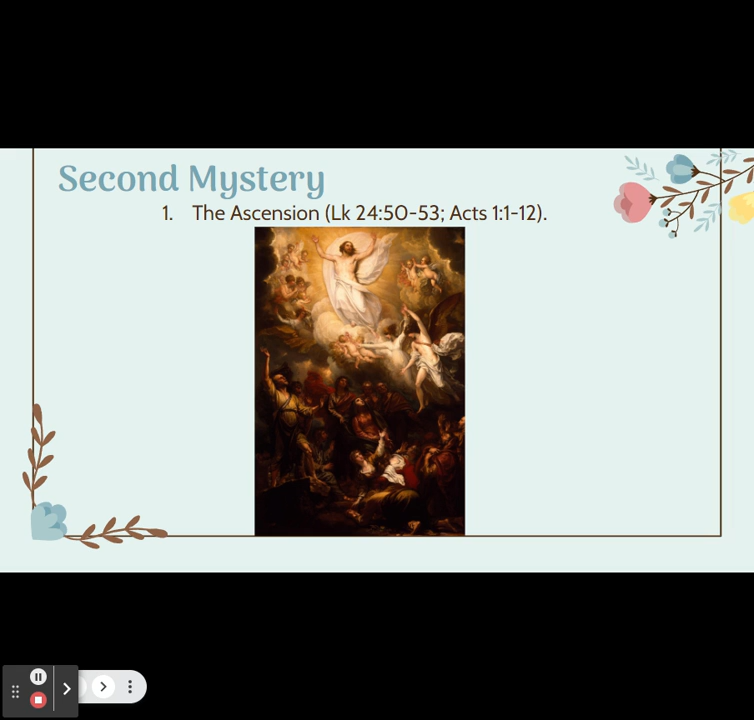 Second Mystery
1. The Ascension (Lk 24:50-53; Acts 1:1-12).